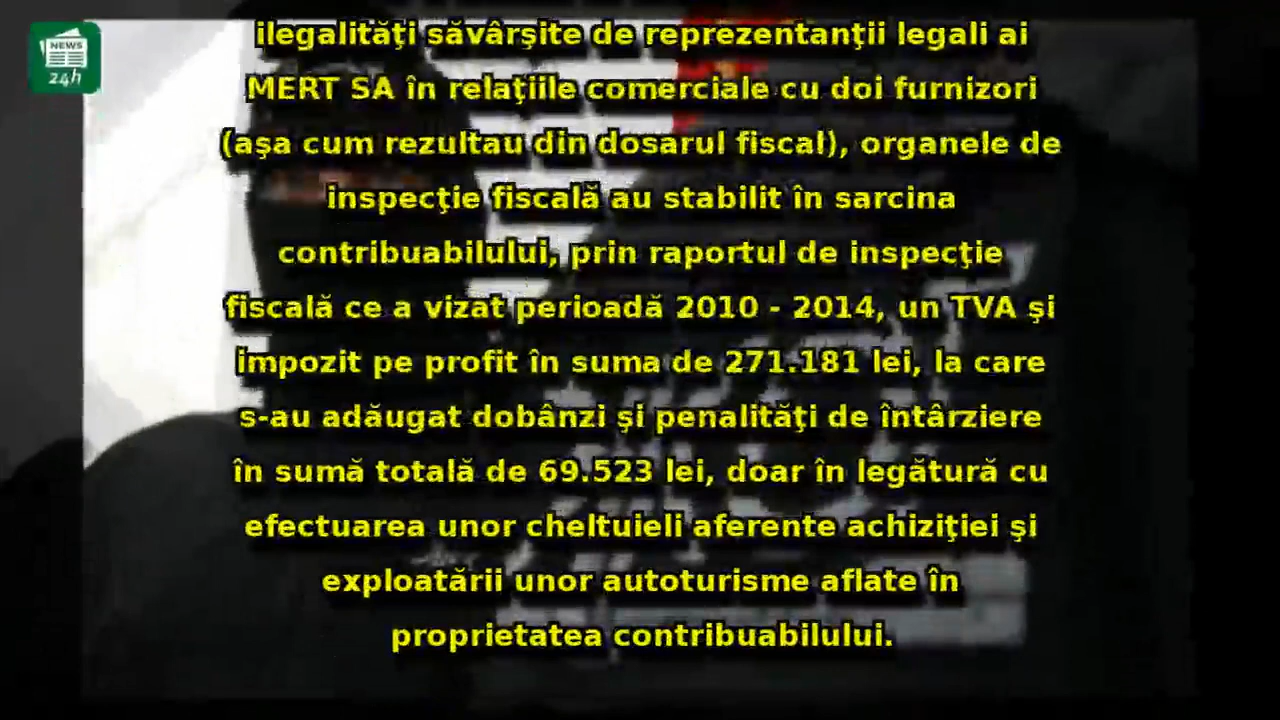 NEWS
24h
ilegalităţi săvârşite de reprezentanţii legali ai
MERT SA în relaţiile comerciale cu doi furnizori
(aşa cum rezultau din dosarul fiscal), organele de
inspecţie fiscală au stabilit în sarcina
contribuabilului, prin raportul de inspecţie
fiscală ce a vizat perioadă 2010 - 2014, un TVA şi
impozit pe profit în suma de 271.181 lei, la care
s-au adăugat dobânzi şi penalităţi de întârziere
în sumă totală de 69.523 lei, doar în legătură cu
efectuarea unor cheltuieli aferente achiziţiei şi
exploatării unor autoturisme aflate în
proprietatea contribuabilului.